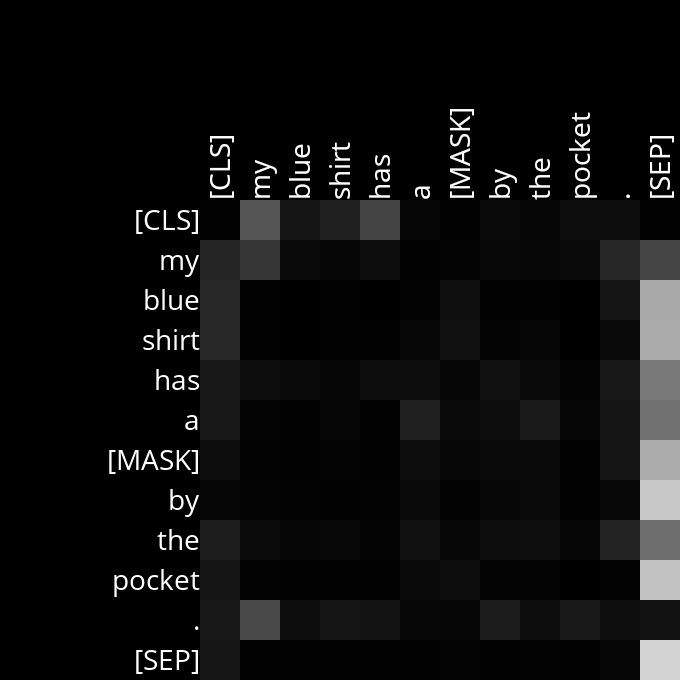 [CLS] my blue shirt has a [MASK] by the pocket . [SEP]
[CLS]
my
blue
shirt
has
a
[MASK]
by
the
pocket
.
[SEP]